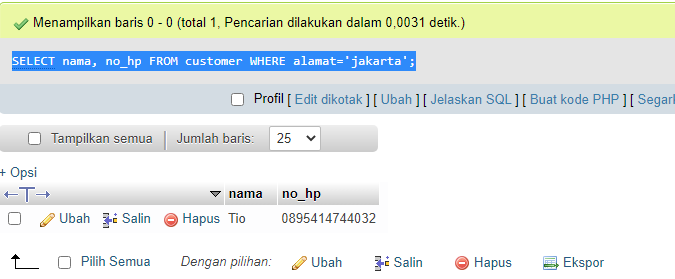 Menampilkan baris 0 - 0 (total 1, Pencarian dilakukan dalam 0,0031 detik.)
SELECT nama, no_hp FROM customer WHERE alamat='jakarta';
Profil [ Edit dikotak ] [ Ubah ] [ Jelaskan SQL ] [ Buat kode PHP ] [ Segar
Tampilkan semua Jumlah baris: 25
+ Opsi
←T→ nama no_hp
Ubah Salin Hapus Tio 0895414744032
Pilih Semua Dengan pilihan: Ubah Salin Hapus Ekspor